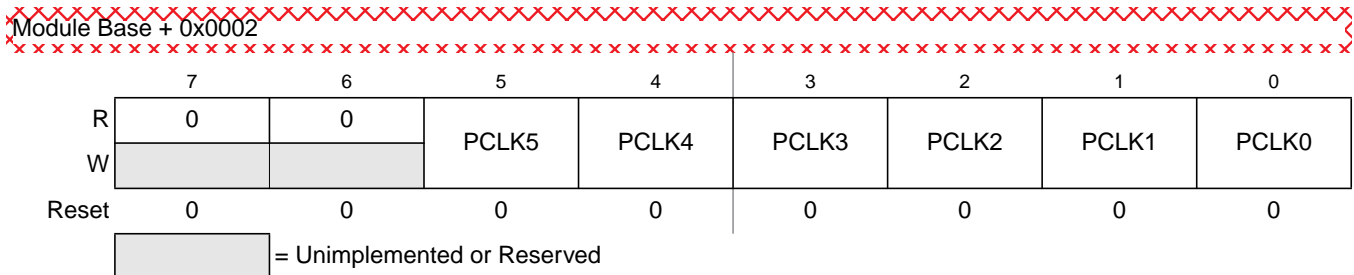 Module Base + 0x0002
7 6 5 4 3 2 1 0
R 0 0 PCLK5 PCLK4 PCLK3 PCLK2 PCLK1 PCLK0
W
Reset 0 0 0 0 0 0 0 0
= Unimplemented or Reserved